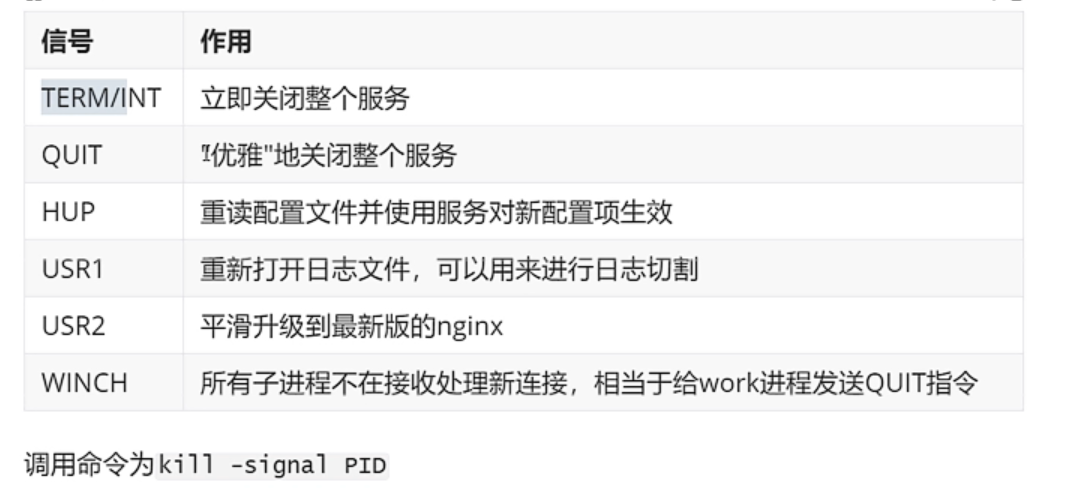 信号 作用
TERM/INT 立即关闭整个服务
QUIT "优雅"地关闭整个服务
HUP 重读配置文件并使用服务对新配置项生效
USR1 重新打开日志文件，可以用来进行日志切割
USR2 平滑升级到最新版的nginx
WINCH 所有子进程不在接收处理新连接，相当于给work进程发送QUIT指令
调用命令为kill -signal PID